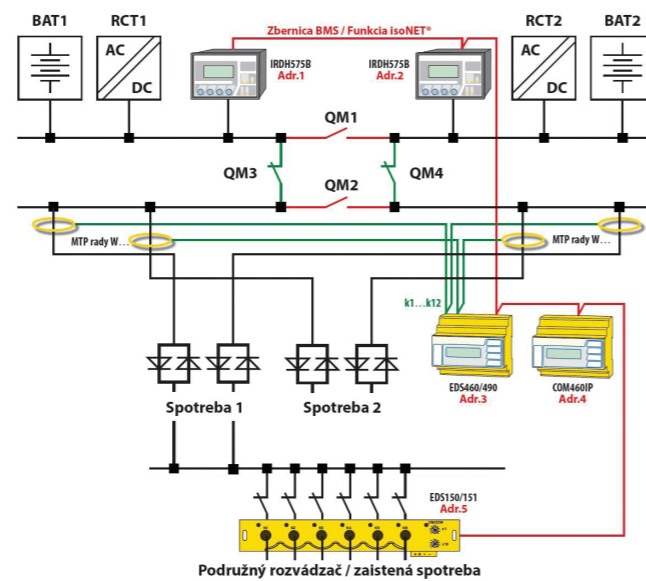 BAT1
RCT1
Zbernica BMS / Funkcia isoNET®
RCT2
BAT2
AC
DC
IRDH575B
Adr.1
IRDH575B
Adr.2
AC
DC
QM1
QM3
QM2
QM4
MTP rady W…
MTP rady W…
k1…k12
EDS460/490
Adr.3
COM460IP
Adr.4
Spotreba 1
Spotreba 2
EDS150/151
Adr.5
Podružný rozvádzač / zaistená spotreba